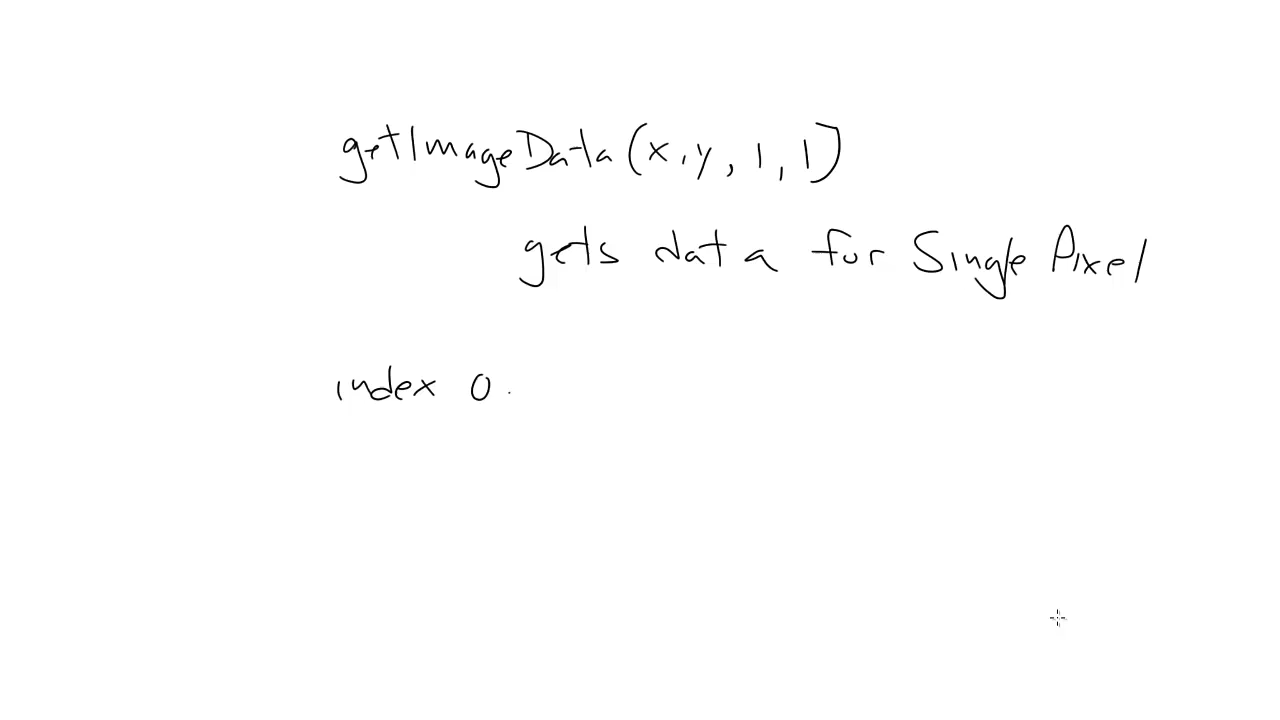 getImageData(x,y,1,1)
gets data for Single Pixel
index 0.